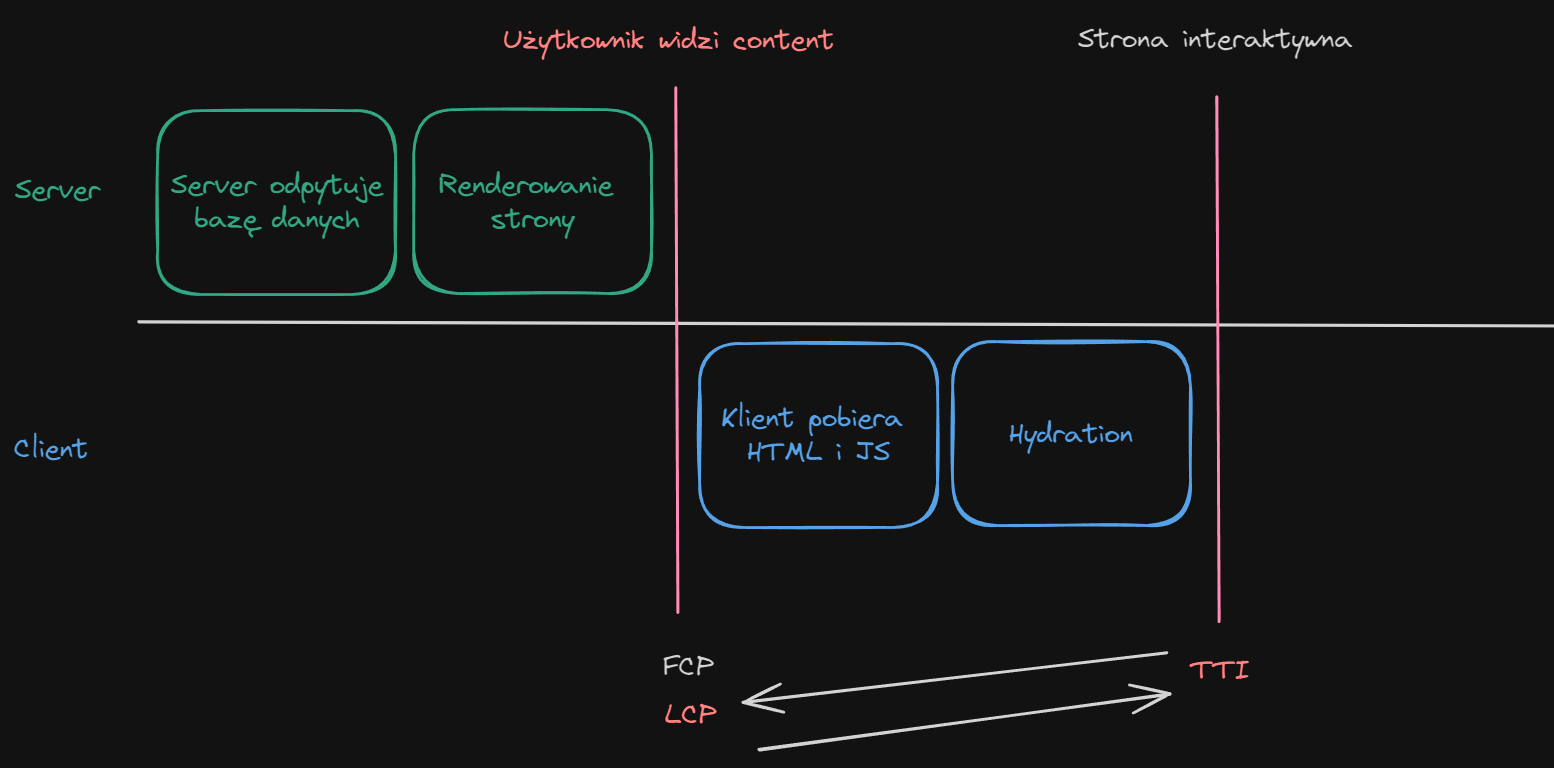 Użytkownik widzi content
Strona interaktywna
Server
Server odpytuje
bazę danych
Renderowanie
strony
Client
Klient pobiera
HTML i JS
Hydration
FCP
LCP
TTI